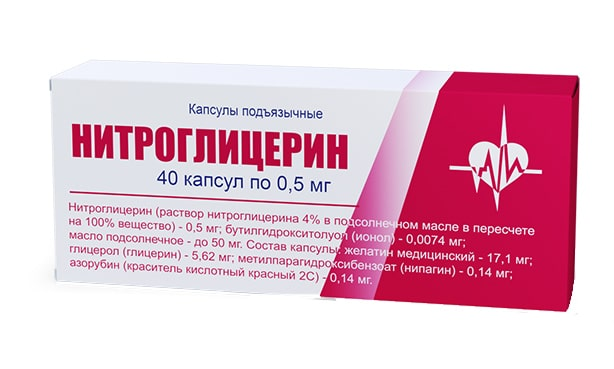 Капсулы подъязычные
НИТРОГЛИЦЕРИН
40 капсул по 0,5 мг
Нитроглицерин (раствор нитроглицерина 4% в подсолнечном масле в пересчете
на 100% вещество) - 0,5 мг; бутилгидрокситолуол (ионол) - 0,0074 мг;
масло подсолнечное - до 50 мг. Состав капсулы: желатин медицинский - 17,1 мг;
глицерол (глицерин) - 5,62 мг; метилпарагидроксибензоат (нипагин) - 0,14 мг;
азорубин (краситель кислотный красный 2С) - 0,14 мг.